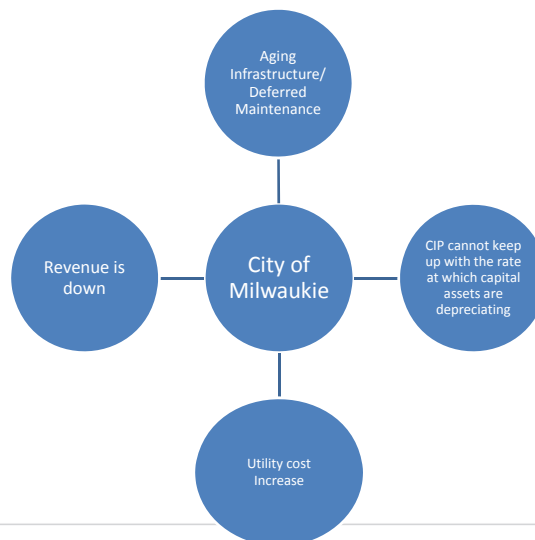 Aging
Infrastructure/
Deferred
Maintenance
Revenue is
down
City of
Milwaukie
CIP cannot keep
up with the rate
at which capital
assets are
depreciating
Utility cost
Increase